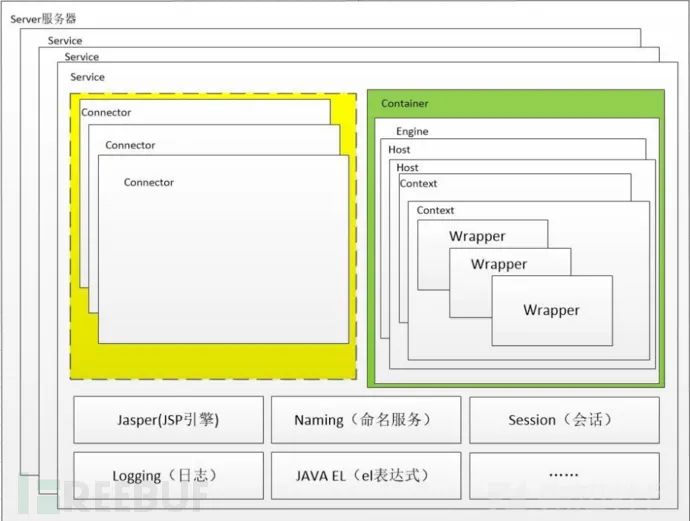 Server服务器
Service
Service
Service
Connector
Connector
Connector
Container
Engine
Host
Host
Context
Context
Wrapper
Wrapper
Wrapper
Jasper(JSP引擎)
Naming（命名服务）
Session（会话）
Logging（日志）
JAVA EL（el表达式）
……
FREEBUF